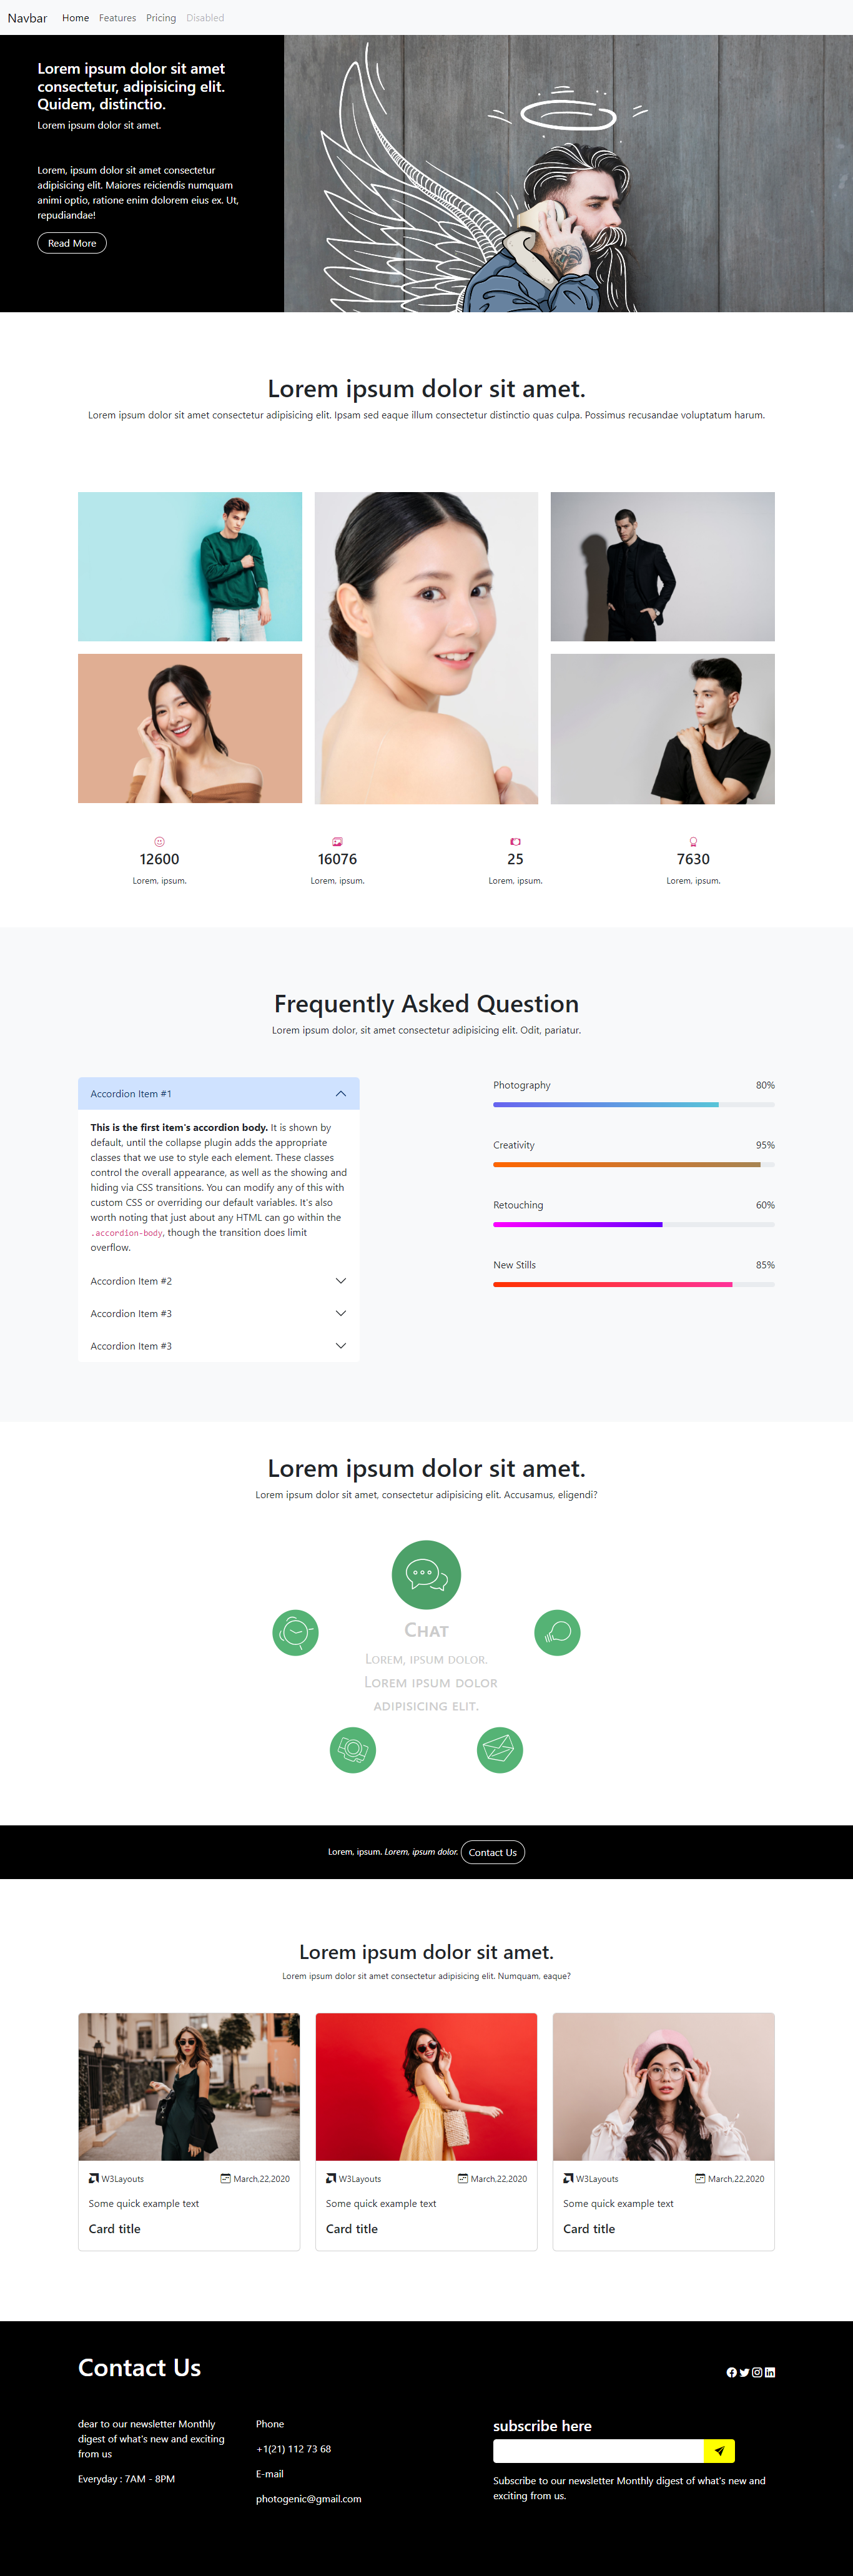 Navbar Home Features Pricing Disabled
Lorem ipsum dolor sit amet
consectetur, adipisicing elit.
Quidem, distinctio.
Lorem ipsum dolor sit amet.
Lorem, ipsum dolor sit amet consectetur
adipisicing elit. Maiores reiciendis numquam
animi optio, ratione enim dolorem eius ex. Ut,
repudiandae!
Read More
Lorem ipsum dolor sit amet.
Lorem ipsum dolor sit amet consectetur adipisicing elit. Ipsam sed eaque illum consectetur distinctio quas culpa. Possimus recusandae voluptatum harum.
12600 16076 25 7630
Lorem, ipsum. Lorem, ipsum. Lorem, ipsum. Lorem, ipsum.
Frequently Asked Question
Lorem ipsum dolor, sit amet consectetur adipisicing elit. Odit, pariatur.
Accordion Item #1
This is the first item's accordion body. It is shown by
default, until the collapse plugin adds the appropriate
classes that we use to style each element. These classes
control the overall appearance, as well as the showing and
hiding via CSS transitions. You can modify any of this with
custom CSS or overriding our default variables. It's also
worth noting that just about any HTML can go within the
.accordion-body, though the transition does limit
overflow.
Accordion Item #2
Accordion Item #3
Accordion Item #3
Photography 80%
Creativity 95%
Retouching 60%
New Stills 85%
Lorem ipsum dolor sit amet.
Lorem ipsum dolor sit amet, consectetur adipisicing elit. Accusamus, eligendi?
Chat
Lorem, ipsum dolor.
Lorem ipsum dolor
adipisicing elit.
Lorem, ipsum. Lorem, ipsum dolor. Contact Us
Lorem ipsum dolor sit amet.
Lorem ipsum dolor sit amet consectetur adipisicing elit. Numquam, eaque?
W3Layouts March,22,2020
Some quick example text
Card title
W3Layouts March,22,2020
Some quick example text
Card title
W3Layouts March,22,2020
Some quick example text
Card title
Contact Us
dear to our newsletter Monthly
digest of what's new and exciting
from us
Everyday : 7AM - 8PM
Phone
+1(21) 112 73 68
E-mail
photogenic@gmail.com
subscribe here
Subscribe to our newsletter Monthly digest of what's new and
exciting from us.